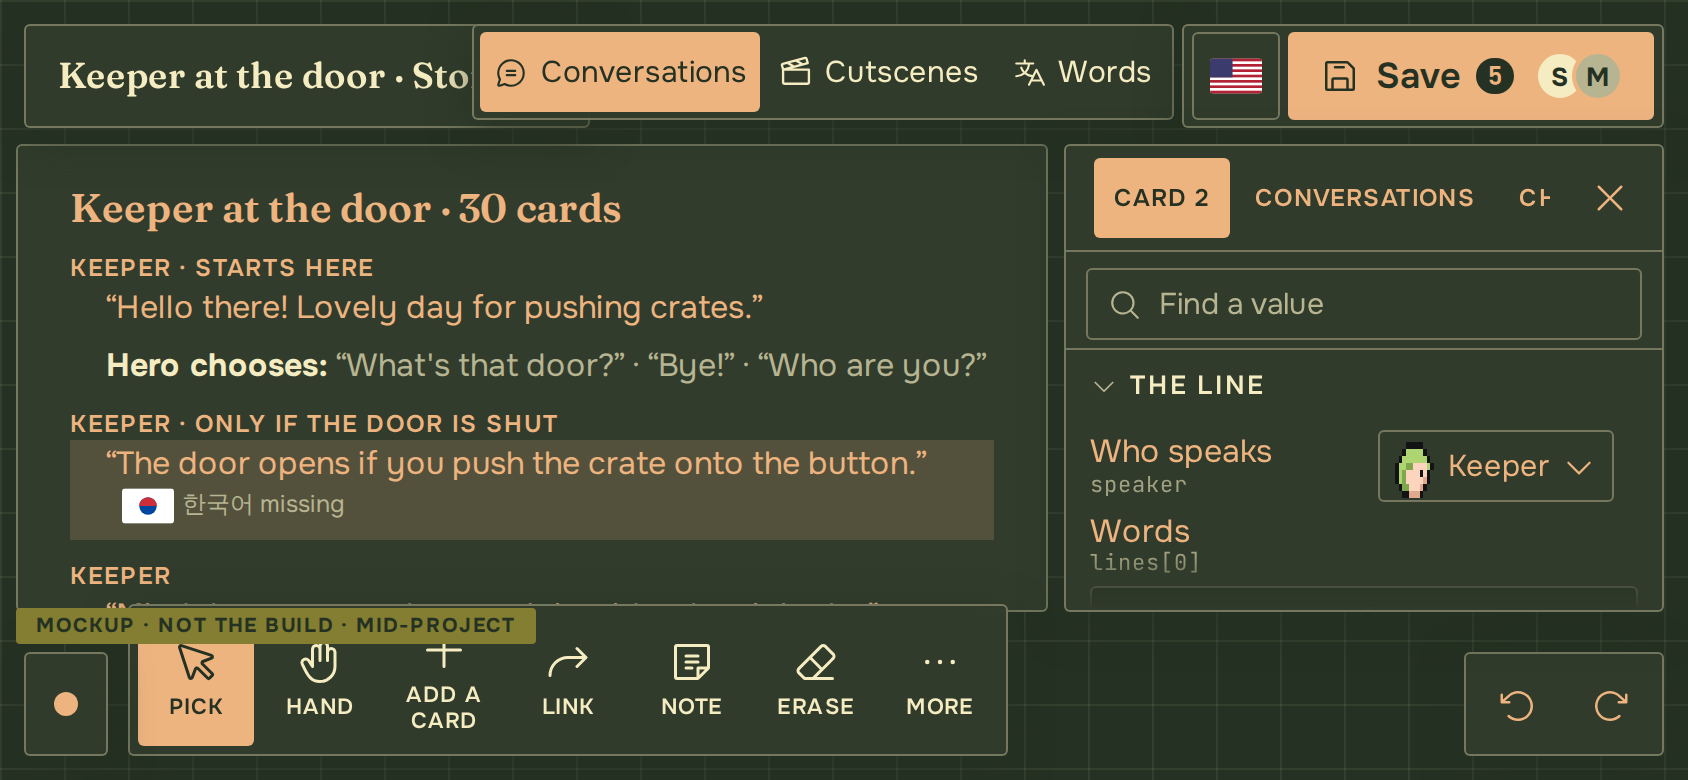 Keeper at the door · Sto
Conversations
Cutscenes
Words
Save 5
S M
Keeper at the door · 30 cards
KEEPER · STARTS HERE
“Hello there! Lovely day for pushing crates.”
Hero chooses: “What's that door?” · “Bye!” · “Who are you?”
KEEPER · ONLY IF THE DOOR IS SHUT
“The door opens if you push the crate onto the button.”
한국어 missing
KEEPER
CARD 2
CONVERSATIONS
CH
Find a value
THE LINE
Who speaks
speaker
Keeper
Words
lines[0]
MOCKUP · NOT THE BUILD · MID-PROJECT
PICK
HAND
ADD A
CARD
LINK
NOTE
ERASE
MORE